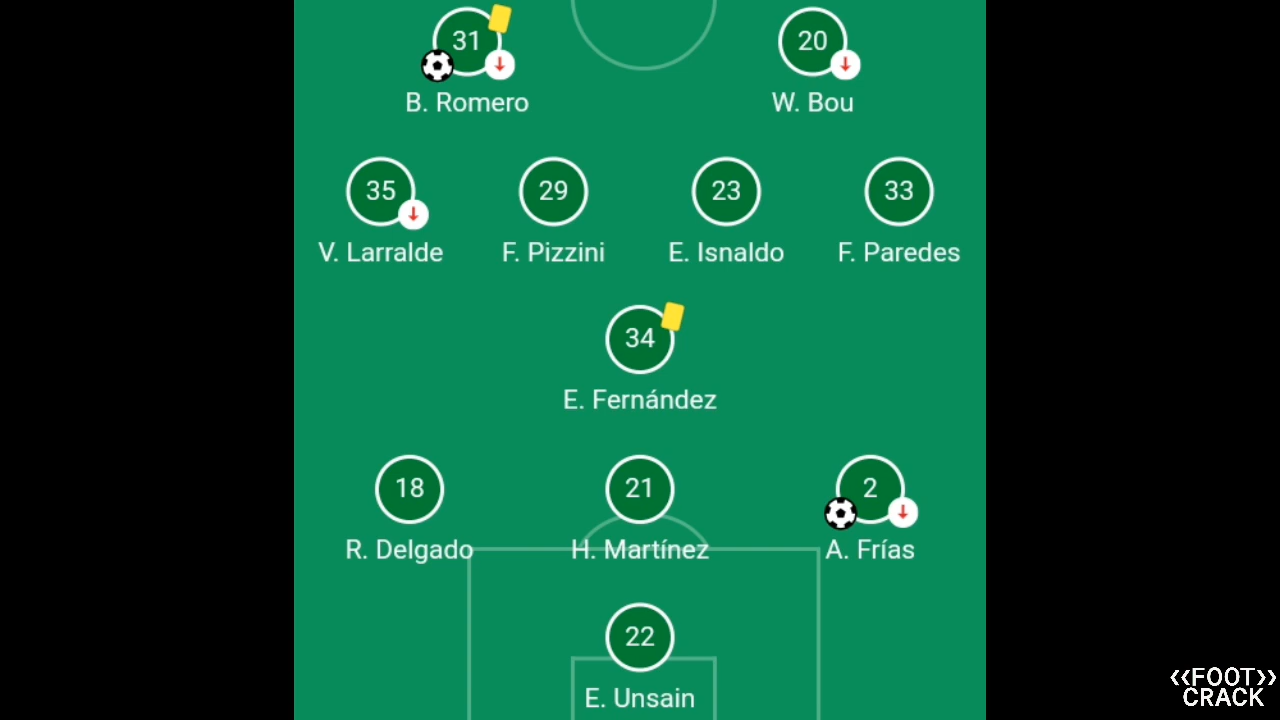 31 20
B. Romero W. Bou
35 29 23 33
V. Larralde F. Pizzini E. Isnaldo F. Paredes
34
E. Fernández
18 21 2
R. Delgado H. Martínez A. Frías
22
E. Unsain
‹‹FOOT››
CRACK